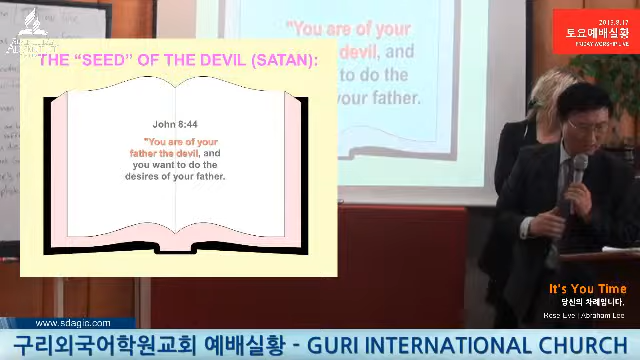 THE "SEED" OF THE DEVIL (SATAN):
John 8:44
"You are of your
father the devil, and
you want to do the
desires of your father.
"You are of your
devil, and
t to do the
your father.
2013.8.17
토요예배실황
It's You Time
당신의 차례입니다.
Rose Eve | Abraham Lee
www.sdagic.com
구리외국어학원교회 예배실황 - GURI INTERNATIONAL CHURCH